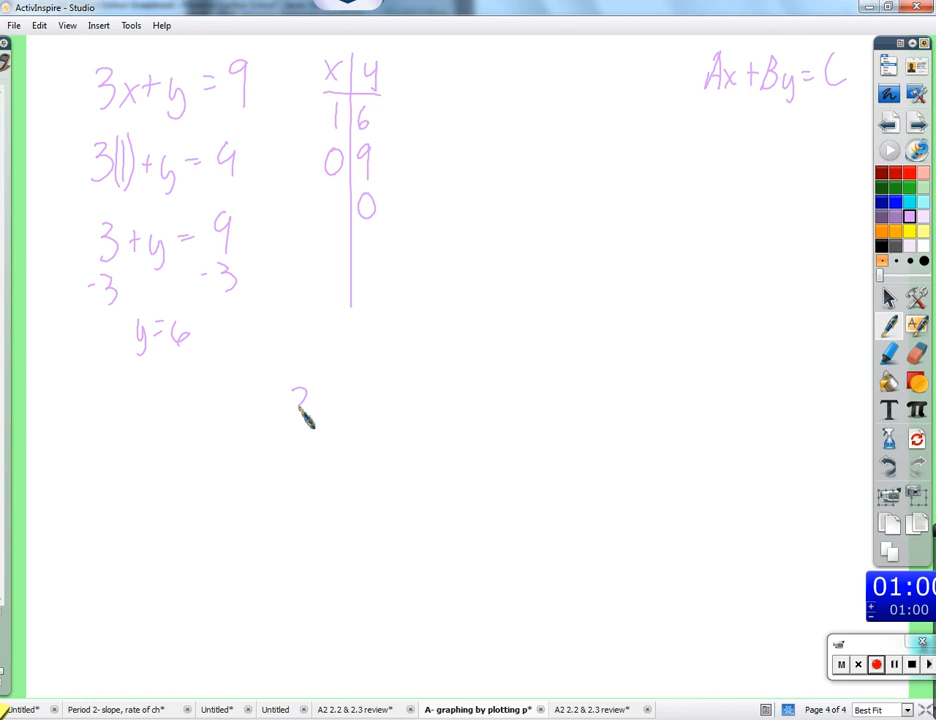 ActivInspire - Studio
File Edit View Insert Tools Help
3x+y = 9
3(1)+y = 9
3 + y = 9
-3 -3
y = 6
x y
1 6
0 9
0
Ax+By = C
01:00
01:00
M
Untitled* Period 2- slope, rate of ch* Untitled* Untitled A2 2.2 & 2.3 review* A- graphing by plotting p* A2 2.2 & 2.3 review* Page 4 of 4 Best Fit